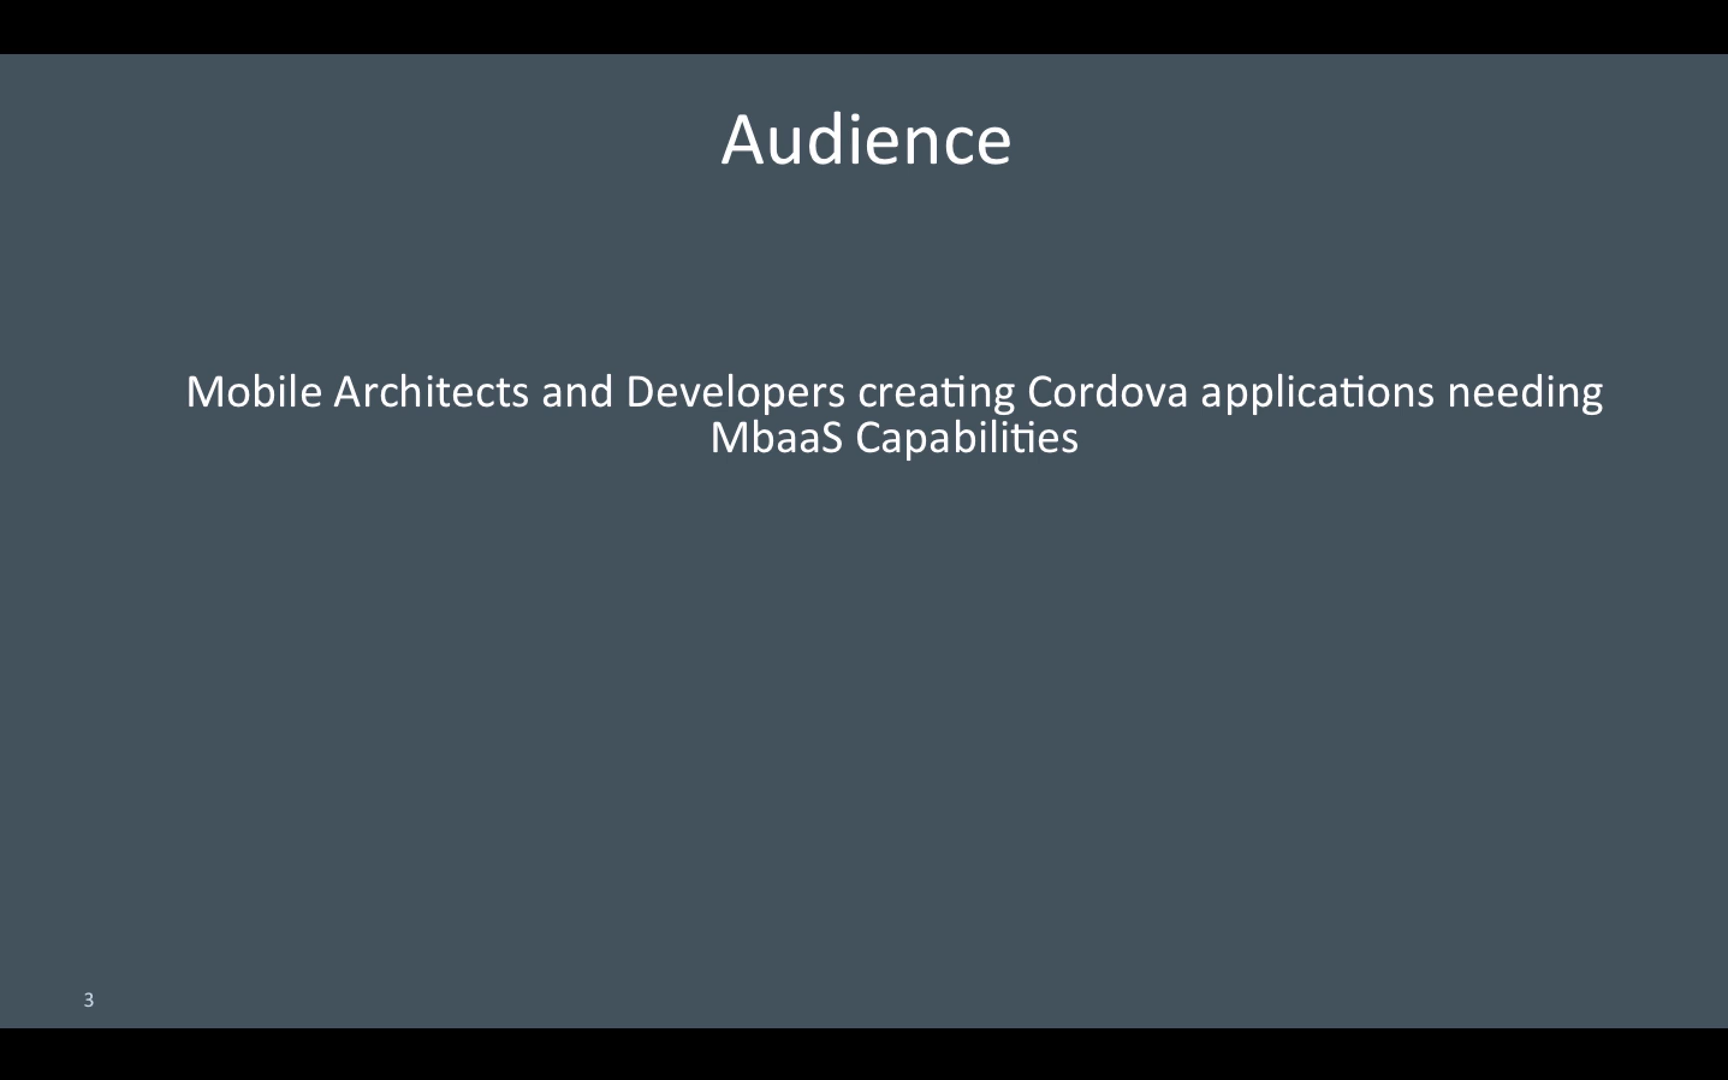 Audience
Mobile Architects and Developers creating Cordova applications needing
MbaaS Capabilities
3